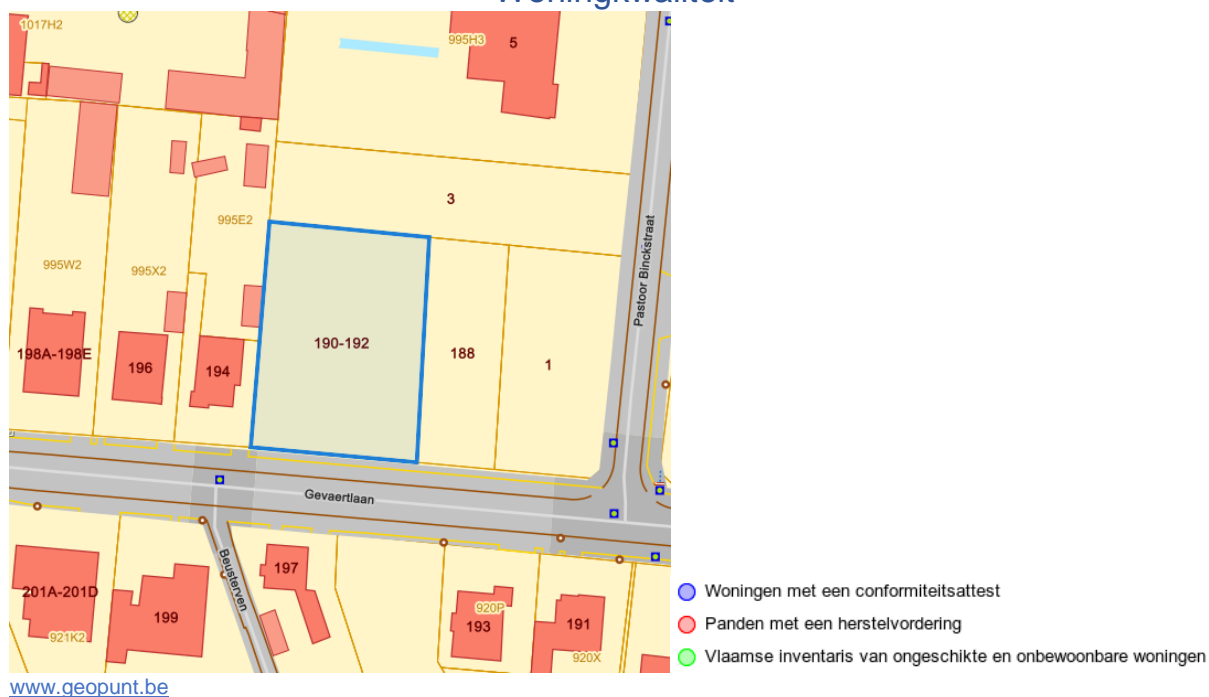 Woningkwaliteit
1017H2
995H3
5
3
995E2
995W2
995X2
198A-198E
196
194
190-192
188
1
Pastoor Binckstraat
Gevaertlaan
Beusterven
201A-201D
921K2
199
197
920P
193
191
920X
Woningen met een conformiteitsattest
Panden met een herstelvordering
Vlaamse inventaris van ongeschikte en onbewoonbare woningen
www.geopunt.be